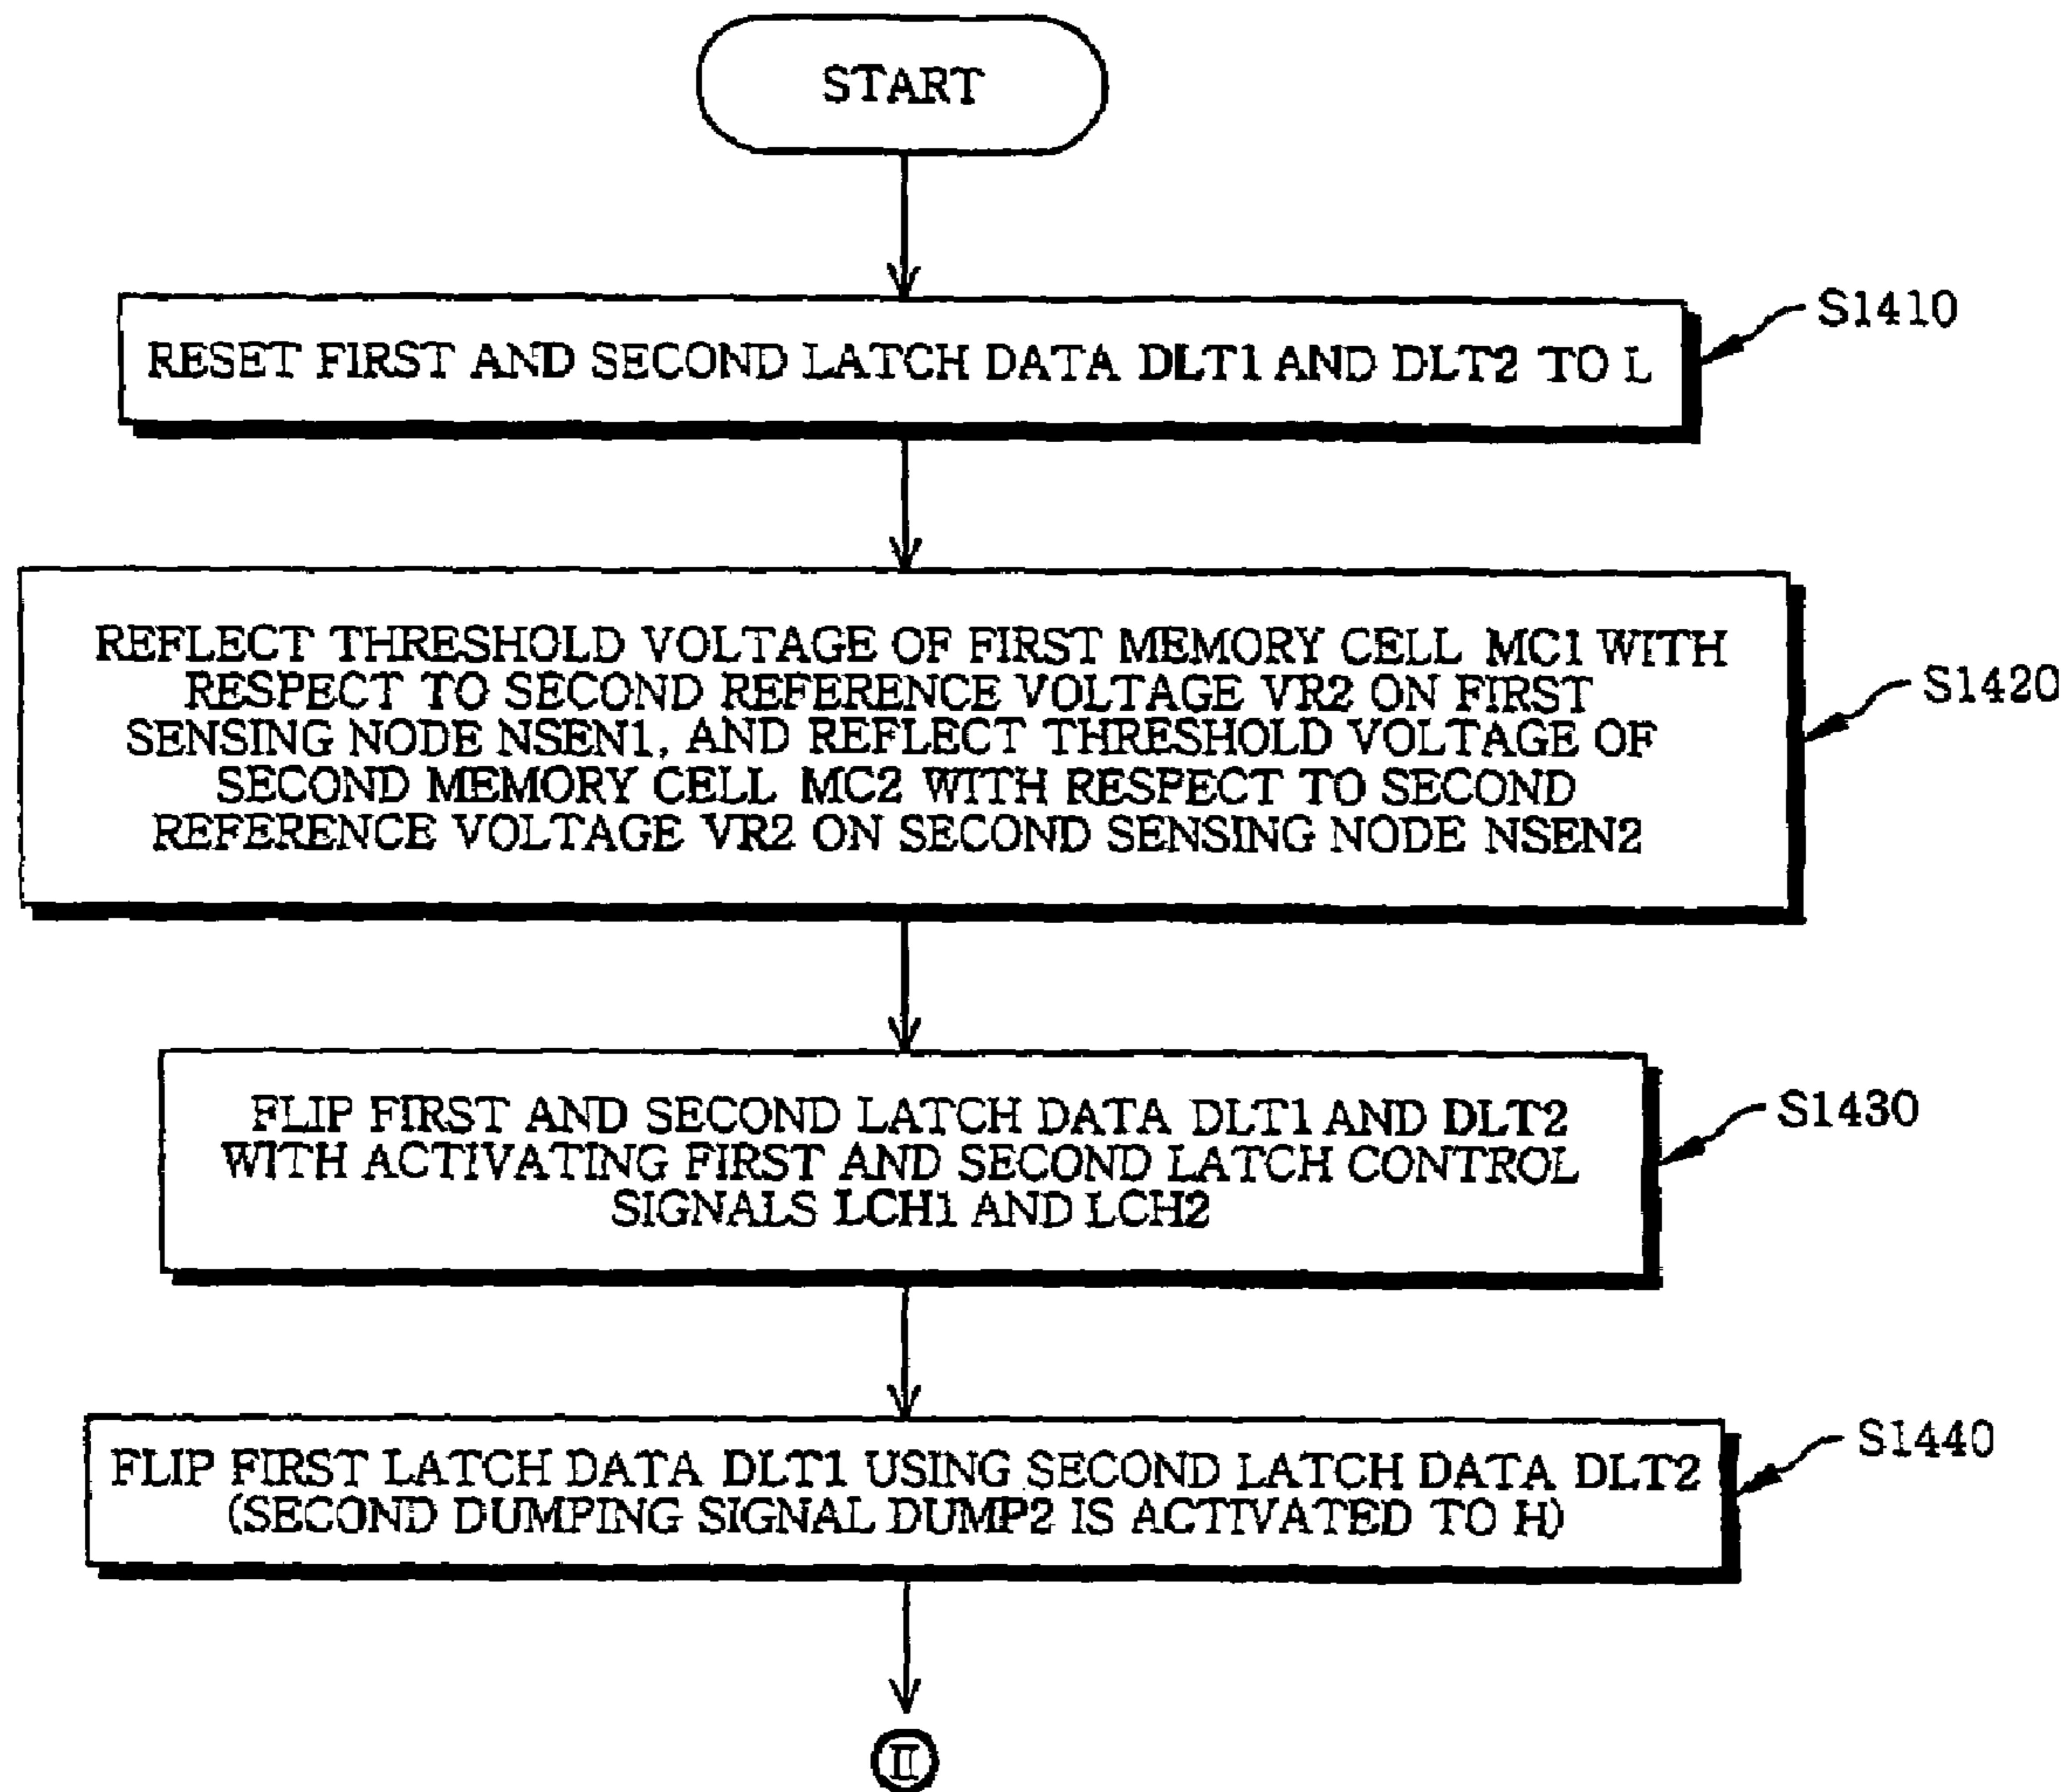 START
RESET FIRST AND SECOND LATCH DATA DLT1 AND DLT2 TO L
S1410
REFLECT THRESHOLD VOLTAGE OF FIRST MEMORY CELL MC1 WITH
RESPECT TO SECOND REFERENCE VOLTAGE VR2 ON FIRST
SENSING NODE NSEN1, AND REFLECT THRESHOLD VOLTAGE OF
SECOND MEMORY CELL MC2 WITH RESPECT TO SECOND
REFERENCE VOLTAGE VR2 ON SECOND SENSING NODE NSEN2
S1420
FLIP FIRST AND SECOND LATCH DATA DLT1 AND DLT2
WITH ACTIVATING FIRST AND SECOND LATCH CONTROL
SIGNALS LCH1 AND LCH2
S1430
FLIP FIRST LATCH DATA DLT1 USING SECOND LATCH DATA DLT2
(SECOND DUMPING SIGNAL DUMP2 IS ACTIVATED TO H)
S1440
II